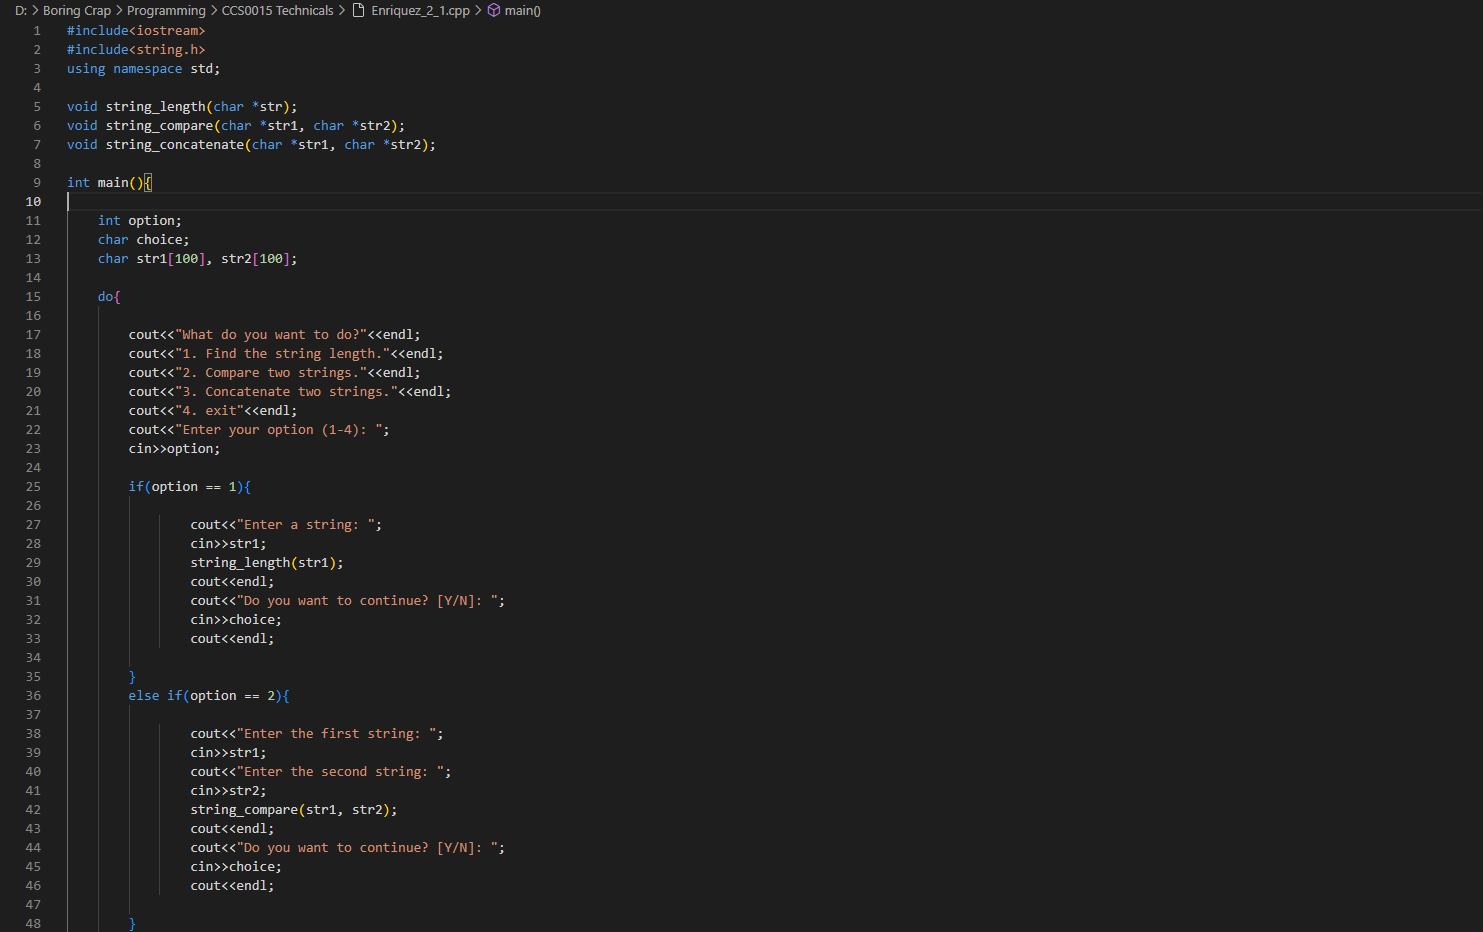 D: > Boring Crap > Programming > CCS0015 Technicals > Enriquez_2_1.cpp > main()
1 #include<iostream>
2 #include<string.h>
3 using namespace std;
4
5 void string_length(char *str);
6 void string_compare(char *str1, char *str2);
7 void string_concatenate(char *str1, char *str2);
8
9 int main(){
10
11 int option;
12 char choice;
13 char str1[100], str2[100];
14
15 do{
16
17 cout<<"What do you want to do?"<<endl;
18 cout<<"1. Find the string length."<<endl;
19 cout<<"2. Compare two strings."<<endl;
20 cout<<"3. Concatenate two strings."<<endl;
21 cout<<"4. exit"<<endl;
22 cout<<"Enter your option (1-4): ";
23 cin>>option;
24
25 if(option == 1){
26
27 cout<<"Enter a string: ";
28 cin>>str1;
29 string_length(str1);
30 cout<<endl;
31 cout<<"Do you want to continue? [Y/N]: ";
32 cin>>choice;
33 cout<<endl;
34
35 }
36 else if(option == 2){
37
38 cout<<"Enter the first string: ";
39 cin>>str1;
40 cout<<"Enter the second string: ";
41 cin>>str2;
42 string_compare(str1, str2);
43 cout<<endl;
44 cout<<"Do you want to continue? [Y/N]: ";
45 cin>>choice;
46 cout<<endl;
47
48 }